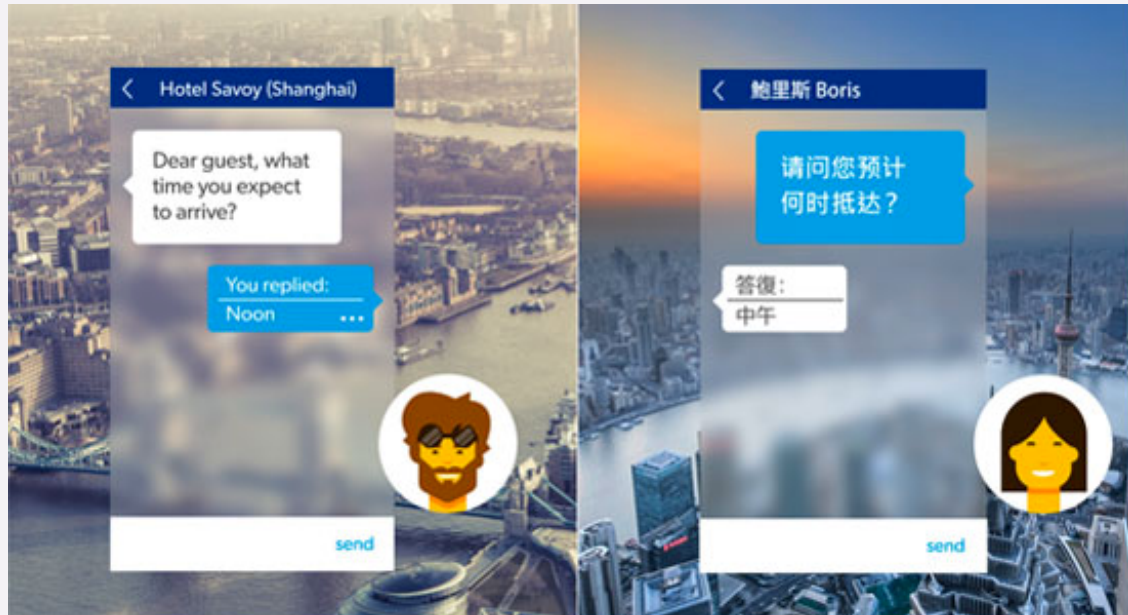 Hotel Savoy (Shanghai)
Dear guest, what
time you expect
to arrive?
You replied:
Noon ...
send
鲍里斯 Boris
请问您预计
何时抵达？
答復：
中午
send